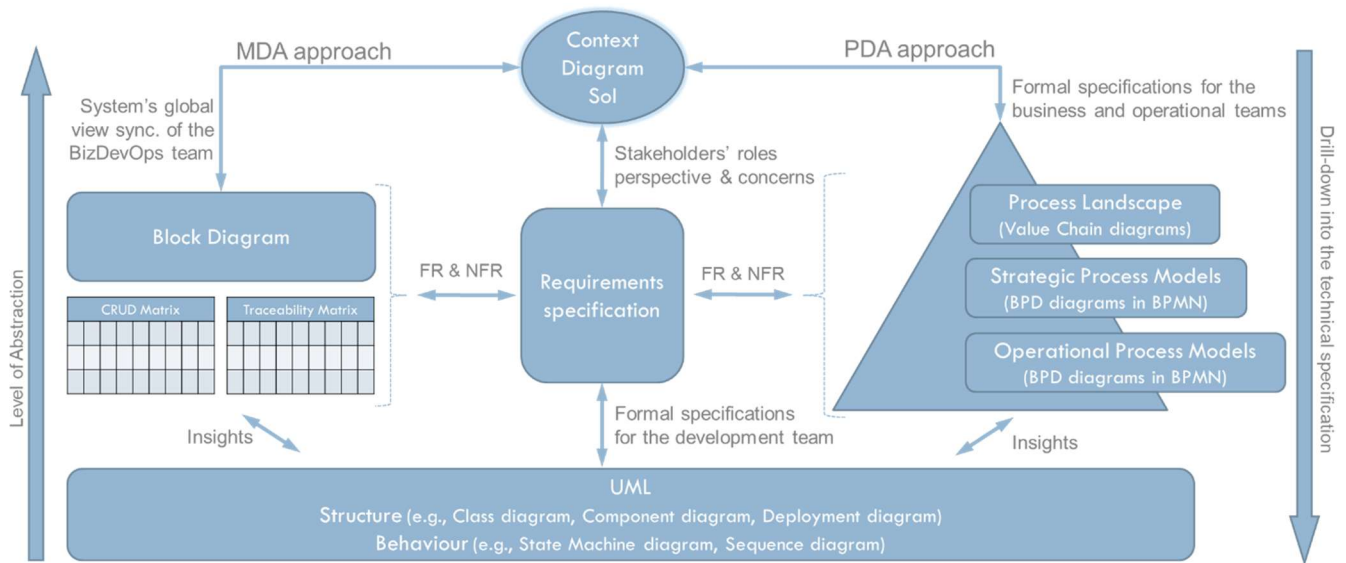 MDA approach
Context
Diagram
SoI
PDA approach
System's global
view sync. of the
BizDevOps team
Formal specifications for the
business and operational teams
Stakeholders' roles
perspective & concerns
Block Diagram
FR & NFR
Requirements
specification
FR & NFR
Process Landscape
(Value Chain diagrams)
Strategic Process Models
(BPD diagrams in BPMN)
Operational Process Models
(BPD diagrams in BPMN)
CRUD Matrix
Traceability Matrix
Level of Abstraction
Drill-down into the technical specification
Insights
Formal specifications
for the development team
Insights
UML
Structure (e.g., Class diagram, Component diagram, Deployment diagram)
Behaviour (e.g., State Machine diagram, Sequence diagram)